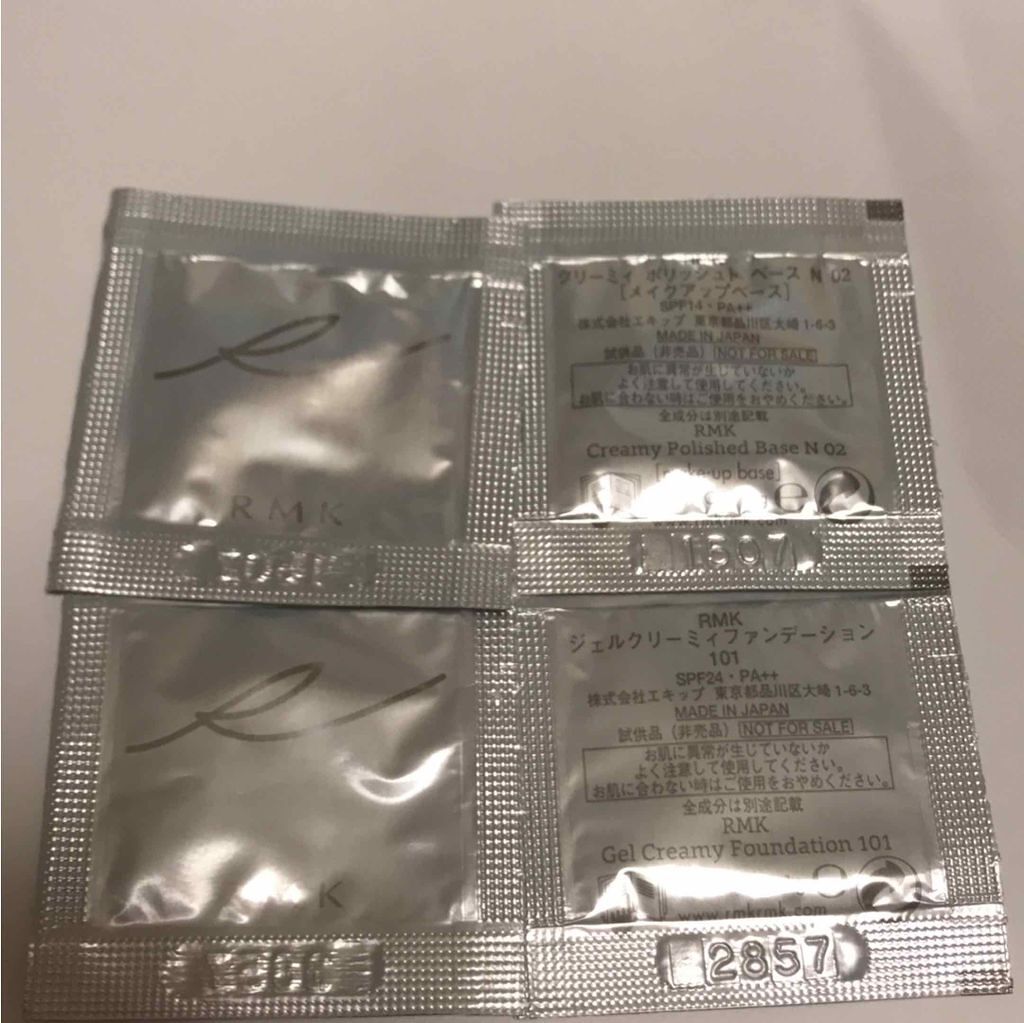 RMK
クリーミィ ポリッシュト ベース N 02
[メイクアップベース]
SPF14・PA++
株式会社エキップ 東京都品川区大崎1-6-3
MADE IN JAPAN
試供品(非売品) NOT FOR SALE
お肌に異常が生じていないか
よく注意して使用してください。
お肌に合わない時はご使用をおやめください。
全成分は別途記載
RMK
Creamy Polished Base N 02
[make-up base]
www.rmkrmk.com
1507
K
RMK
ジェルクリーミィファンデーション
101
SPF24・PA++
株式会社エキップ 東京都品川区大崎1-6-3
MADE IN JAPAN
試供品(非売品) NOT FOR SALE
お肌に異常が生じていないか
よく注意して使用してください。
お肌に合わない時はご使用をおやめください。
全成分は別途記載
RMK
Gel Creamy Foundation 101
www.rmkrmk.com
2857